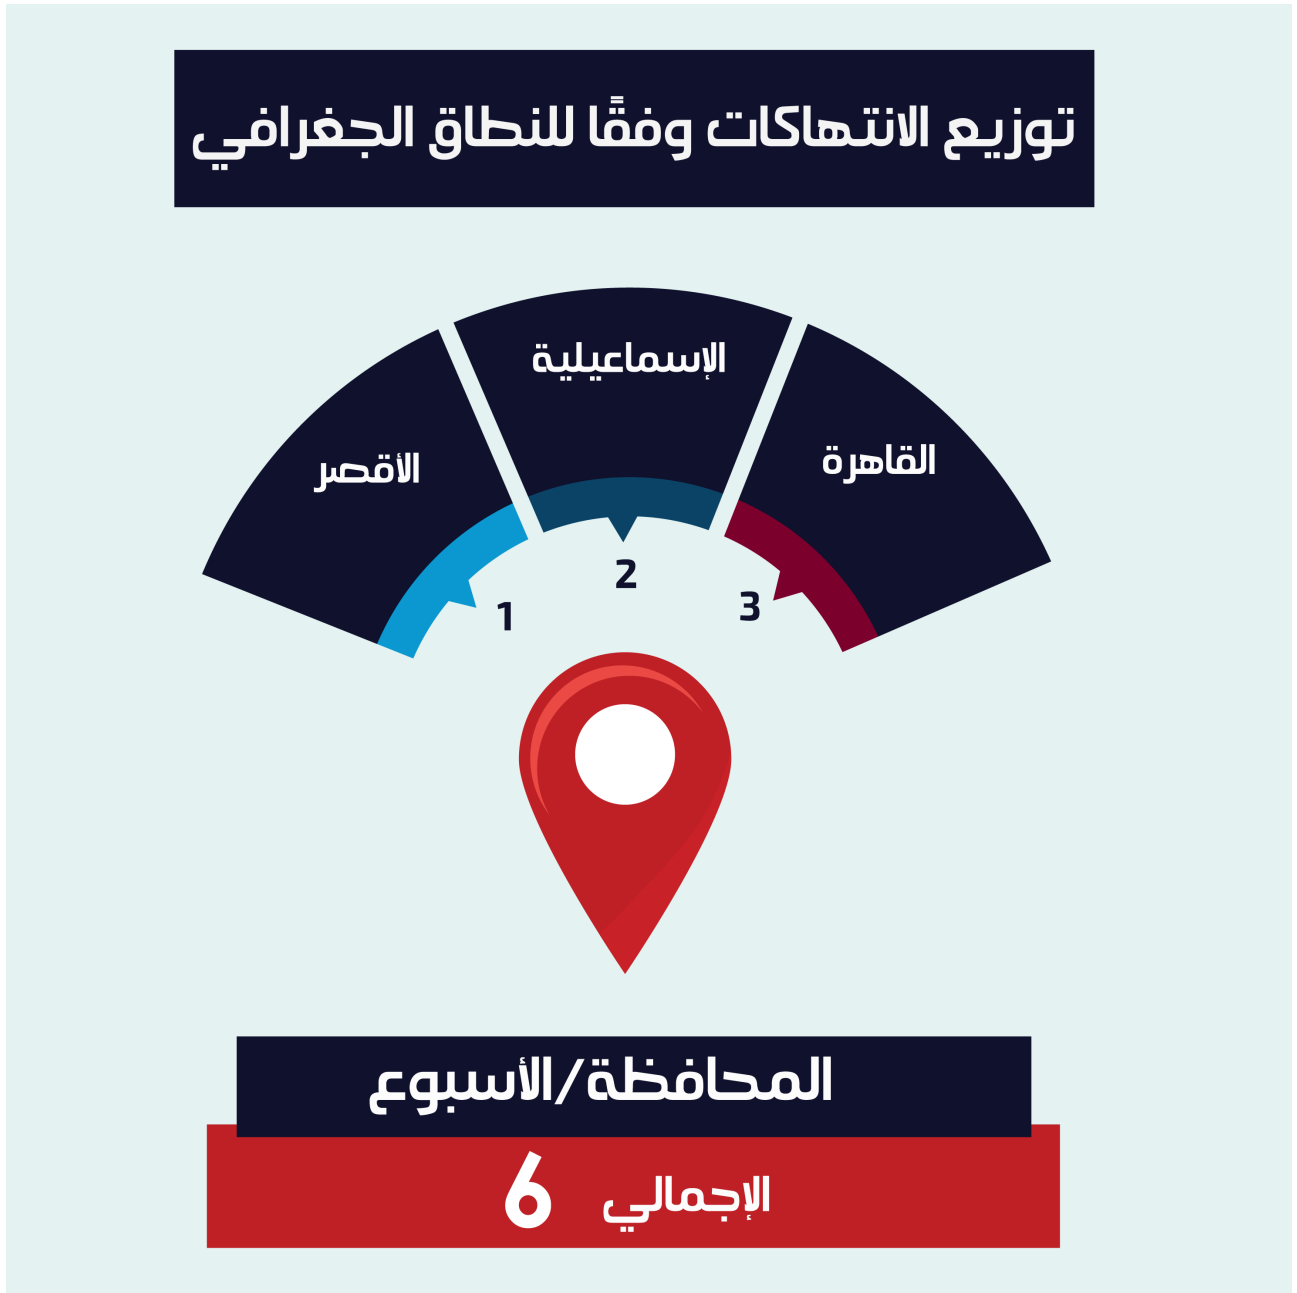 توزيع الانتهاكات وفقًا للنطاق الجغرافي
القاهرة
3
الإسماعيلية
2
الأقصر
1
المحافظة/الأسبوع
الإجمالي 6